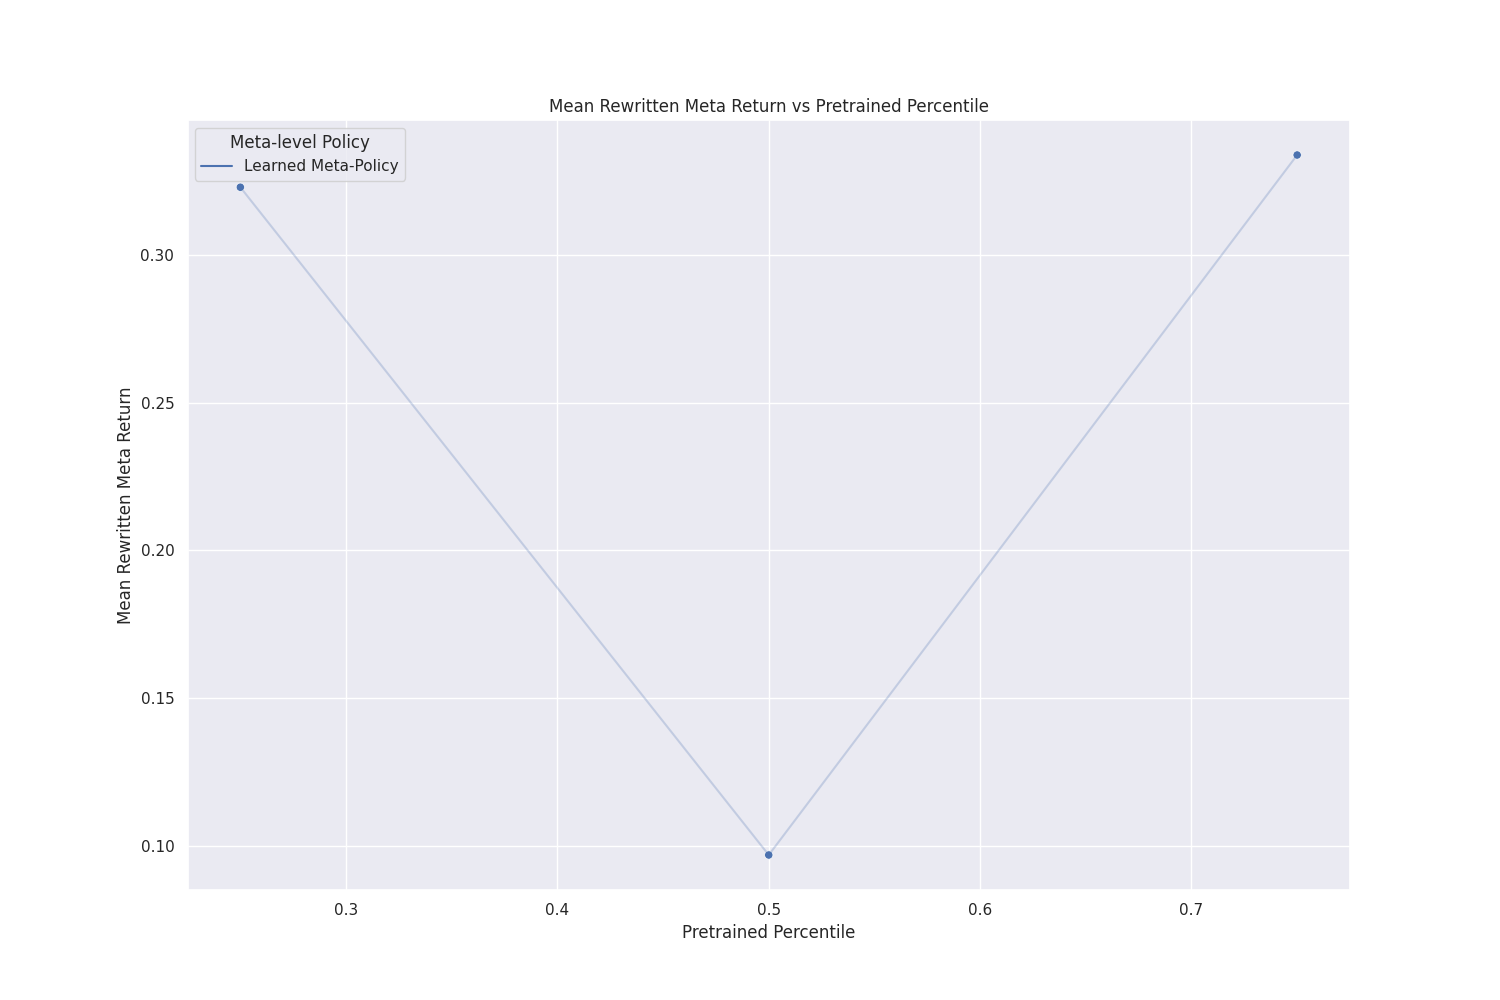 Mean Rewritten Meta Return vs Pretrained Percentile
Meta-level Policy
Learned Meta-Policy
Mean Rewritten Meta Return
0.30
0.25
0.20
0.15
0.10
0.3
0.4
0.5
0.6
0.7
Pretrained Percentile